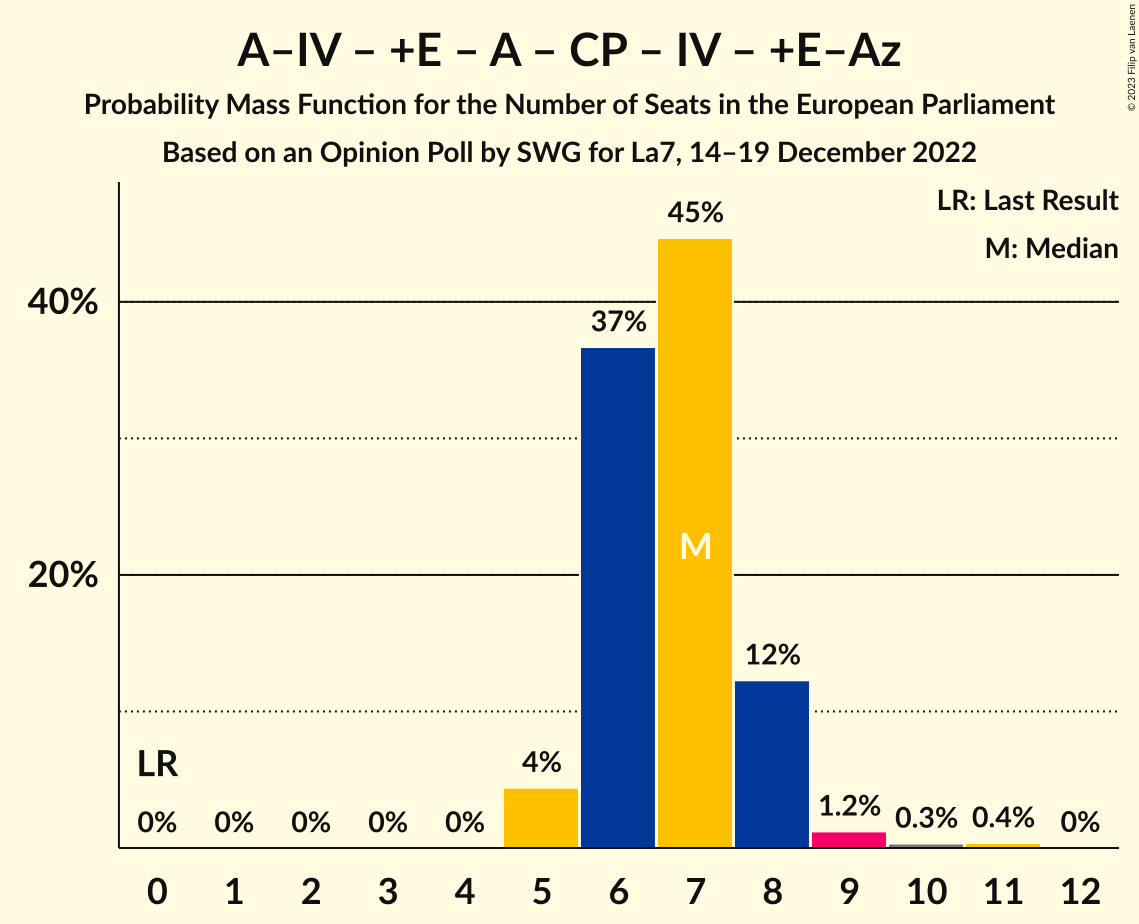 A–IV – +E – A – CP – IV – +E–Az
Probability Mass Function for the Number of Seats in the European Parliament
Based on an Opinion Poll by SWG for La7, 14–19 December 2022
© 2023 Filip van Laenen
LR: Last Result
M: Median
45%
40%
37%
M
20%
12%
LR
4%
0% 0% 0% 0% 0% 1.2% 0.3% 0.4% 0%
0 1 2 3 4 5 6 7 8 9 10 11 12